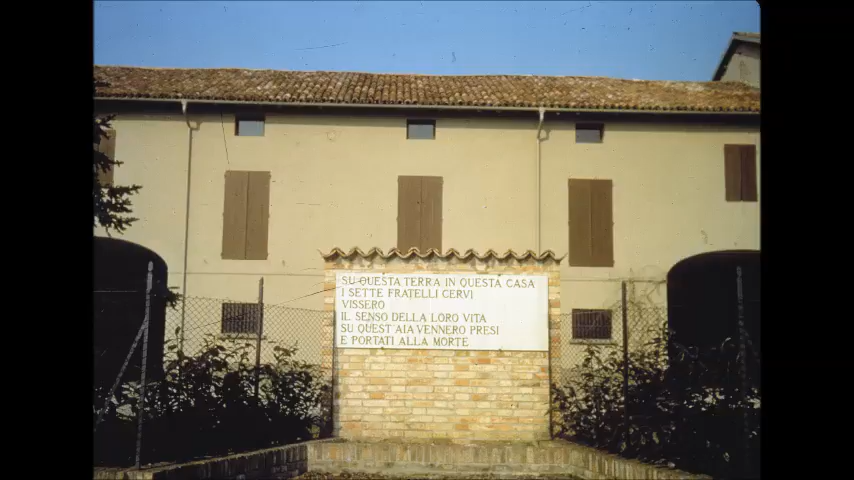 SU QUESTA TERRA IN QUESTA CASA
I SETTE FRATELLI CERVI
VISSERO
IL SENSO DELLA LORO VITA
SU QUEST'AIA VENNERO PRESI
E PORTATI ALLA MORTE